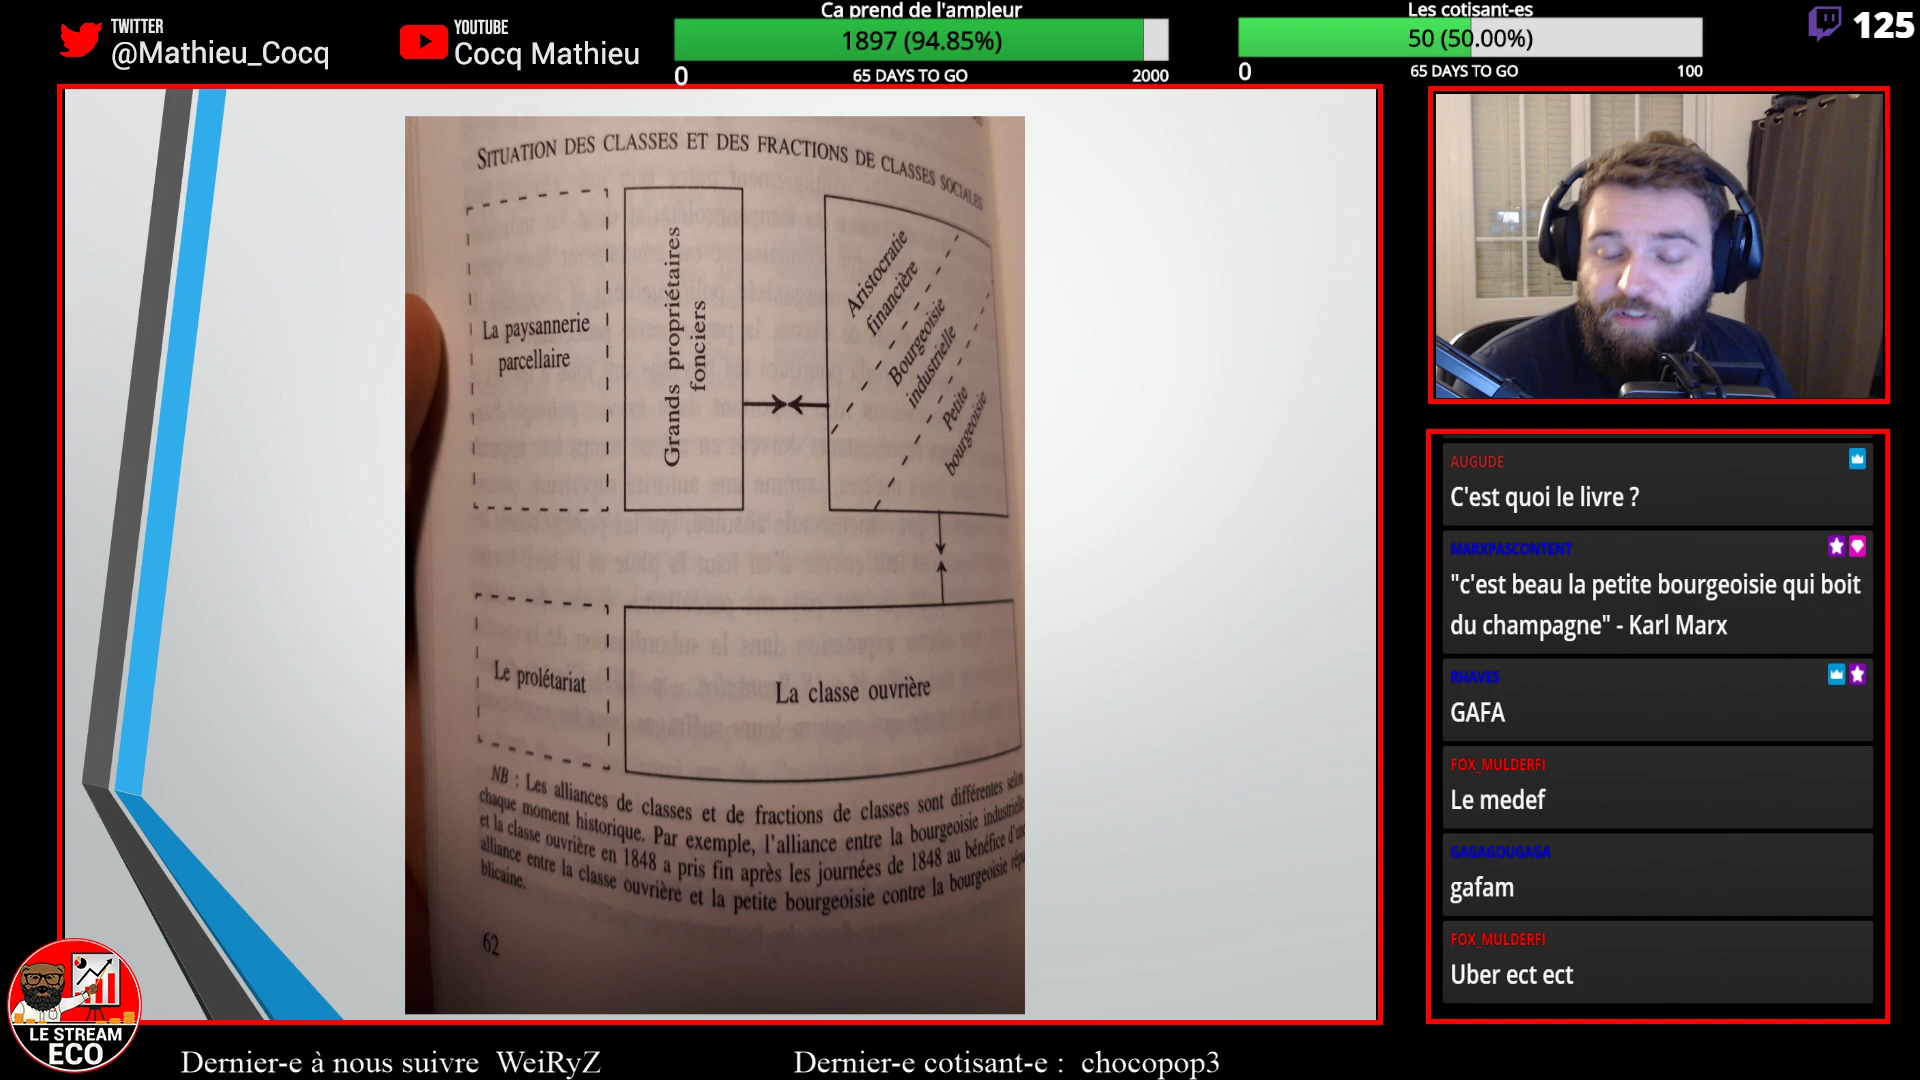 TWITTER
@Mathieu_Cocq
YOUTUBE
Cocq Mathieu
Ca prend de l'ampleur
1897 (94.85%)
0
65 DAYS TO GO
2000
Les cotisant-es
50 (50.00%)
0
65 DAYS TO GO
100
125
SITUATION DES CLASSES ET DES FRACTIONS DE CLASSES SOCIALES
La paysannerie
parcellaire
Grands propriétaires
fonciers
Aristocratie
financière
Bourgeoisie
industrielle
Petite
bourgeoisie
Le prolétariat
La classe ouvrière
NB : Les alliances de classes et de fractions de classes sont différentes selon
chaque moment historique. Par exemple, l'alliance entre la bourgeoisie industrielle
et la classe ouvrière en 1848 a pris fin après les journées de 1848 au bénéfice d'une
alliance entre la classe ouvrière et la petite bourgeoisie contre la bourgeoisie répu-
blicaine.
62
AUGUDE
C'est quoi le livre ?
MARXPASCONTENT
"c'est beau la petite bourgeoisie qui boit
du champagne" - Karl Marx
RHAVES
GAFA
FOX_MULDERFI
Le medef
GAGAGOUGAGA
gafam
FOX_MULDERFI
Uber ect ect
LE STREAM
ECO
Dernier-e à nous suivre WeiRyZ
Dernier-e cotisant-e : chocopop3